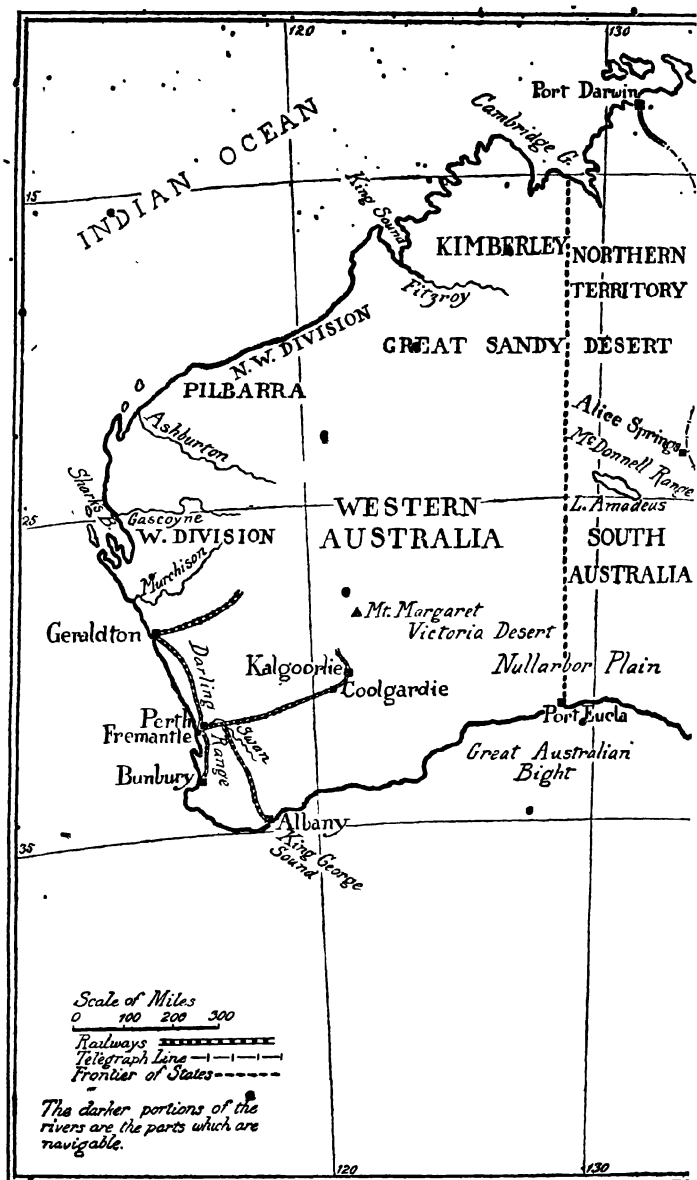 120
130
Port Darwin
Cambridge G.
INDIAN OCEAN
15
King Sound
KIMBERLEY
NORTHERN
TERRITORY
Fitzroy
N.W. DIVISION
GREAT SANDY DESERT
PILBARRA
Ashburton
Alice Springs
McDonnell Range
Sharks B.
L. Amadeus
25
Gascoyne
W. DIVISION
WESTERN
AUSTRALIA
SOUTH
AUSTRALIA
Murchison
Mt. Margaret
Victoria Desert
Geraldton
Darling Range
Kalgoorlie
Coolgardie
Nullarbor Plain
Perth
Fremantle
Swan
Port Eucla
Bunbury
Great Australian
Bight
Albany
King George
Sound
35
Scale of Miles
0 100 200 300
Railways
Telegraph Line
Frontier of States
The darker portions of the
rivers are the parts which are
navigable.
120
130